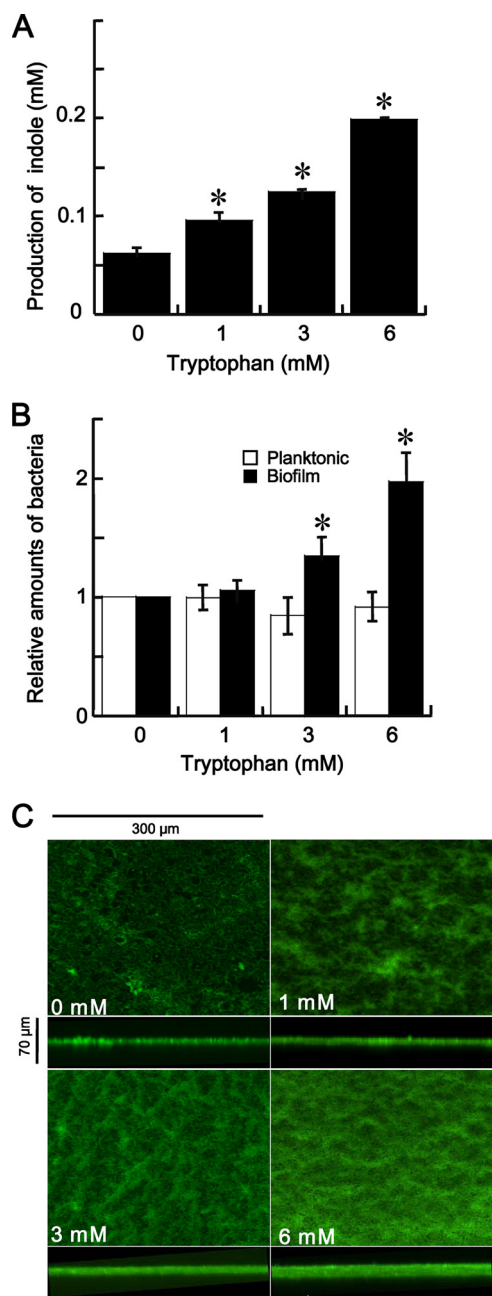 A
Production of indole (mM)
0.2
0.1
0
*
*
*
0 1 3 6
Tryptophan (mM)
B
Relative amounts of bacteria
2
1
0
Planktonic
Biofilm
*
*
0 1 3 6
Tryptophan (mM)
C
300 μm
70 μm
0 mM
1 mM
3 mM
6 mM